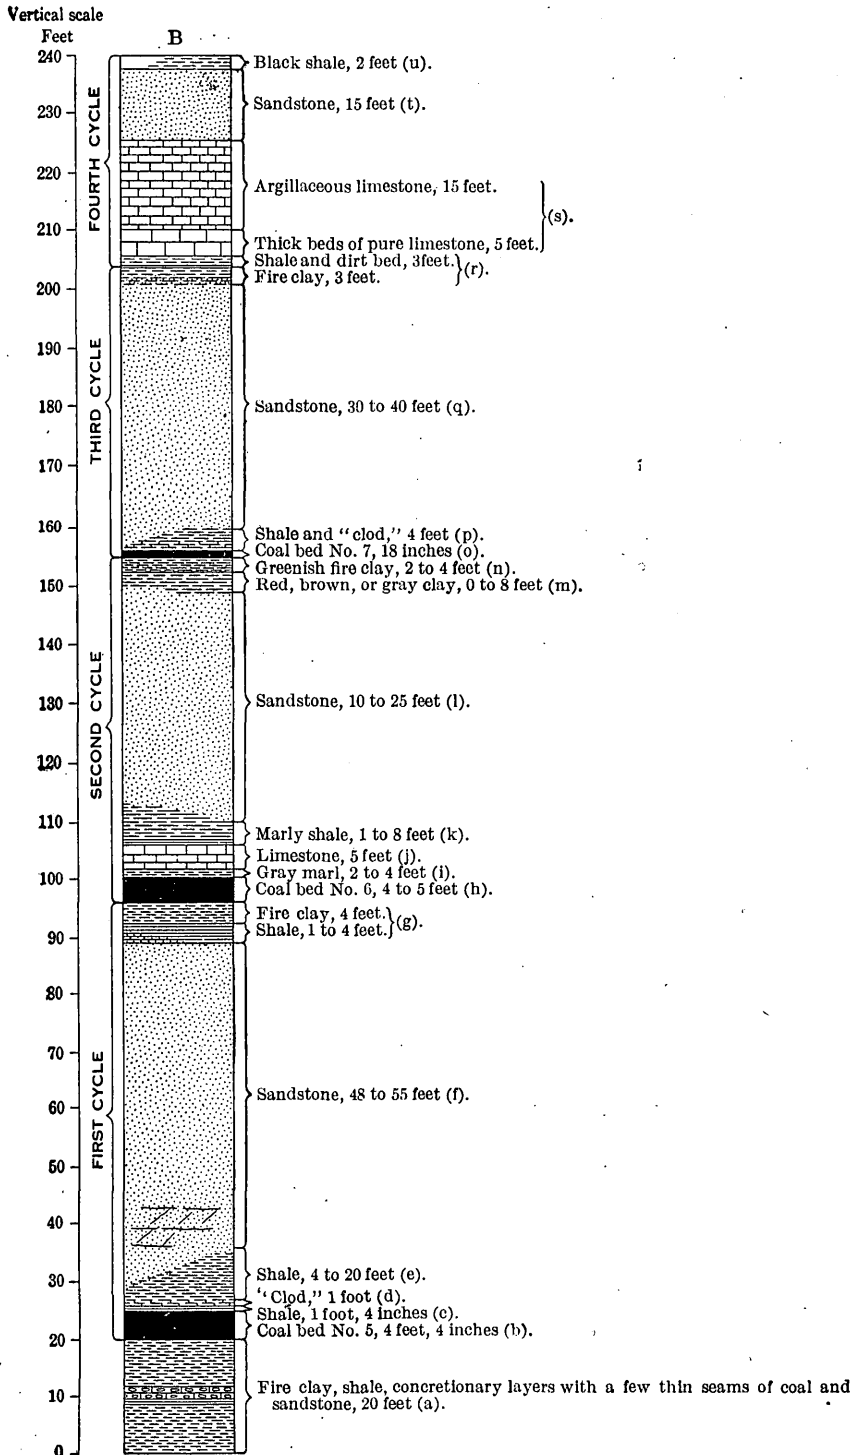 Vertical scale
Feet
B
240
230
220
210
200
190
180
170
160
150
140
130
120
110
100
90
80
70
60
50
40
30
20
10
0
FOURTH CYCLE
THIRD CYCLE
SECOND CYCLE
FIRST CYCLE
Black shale, 2 feet (u).
Sandstone, 15 feet (t).
Argillaceous limestone, 15 feet.
(s).
Thick beds of pure limestone, 5 feet.
Shale and dirt bed, 3 feet.
(r).
Fire clay, 3 feet.
Sandstone, 30 to 40 feet (q).
Shale and "clod," 4 feet (p).
Coal bed No. 7, 18 inches (o).
Greenish fire clay, 2 to 4 feet (n).
Red, brown, or gray clay, 0 to 8 feet (m).
Sandstone, 10 to 25 feet (l).
Marly shale, 1 to 8 feet (k).
Limestone, 5 feet (j).
Gray marl, 2 to 4 feet (i).
Coal bed No. 6, 4 to 5 feet (h).
Fire clay, 4 feet.
(g).
Shale, 1 to 4 feet.
Sandstone, 48 to 55 feet (f).
Shale, 4 to 20 feet (e).
"Clod," 1 foot (d).
Shale, 1 foot, 4 inches (c).
Coal bed No. 5, 4 feet, 4 inches (b).
Fire clay, shale, concretionary layers with a few thin seams of coal and
sandstone, 20 feet (a).